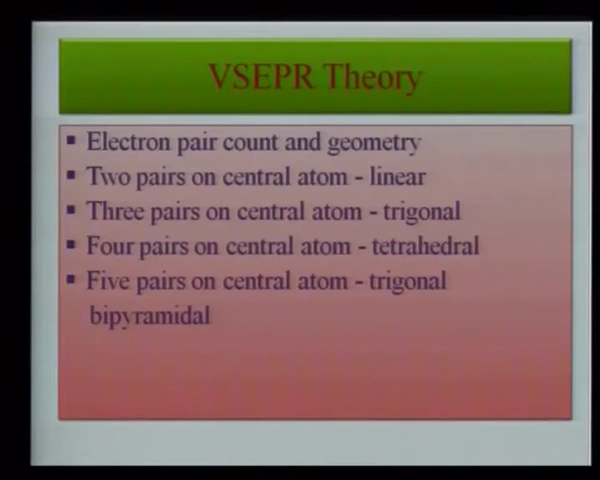 VSEPR Theory
▪ Electron pair count and geometry
▪ Two pairs on central atom - linear
▪ Three pairs on central atom - trigonal
▪ Four pairs on central atom - tetrahedral
▪ Five pairs on central atom - trigonal
bipyramidal